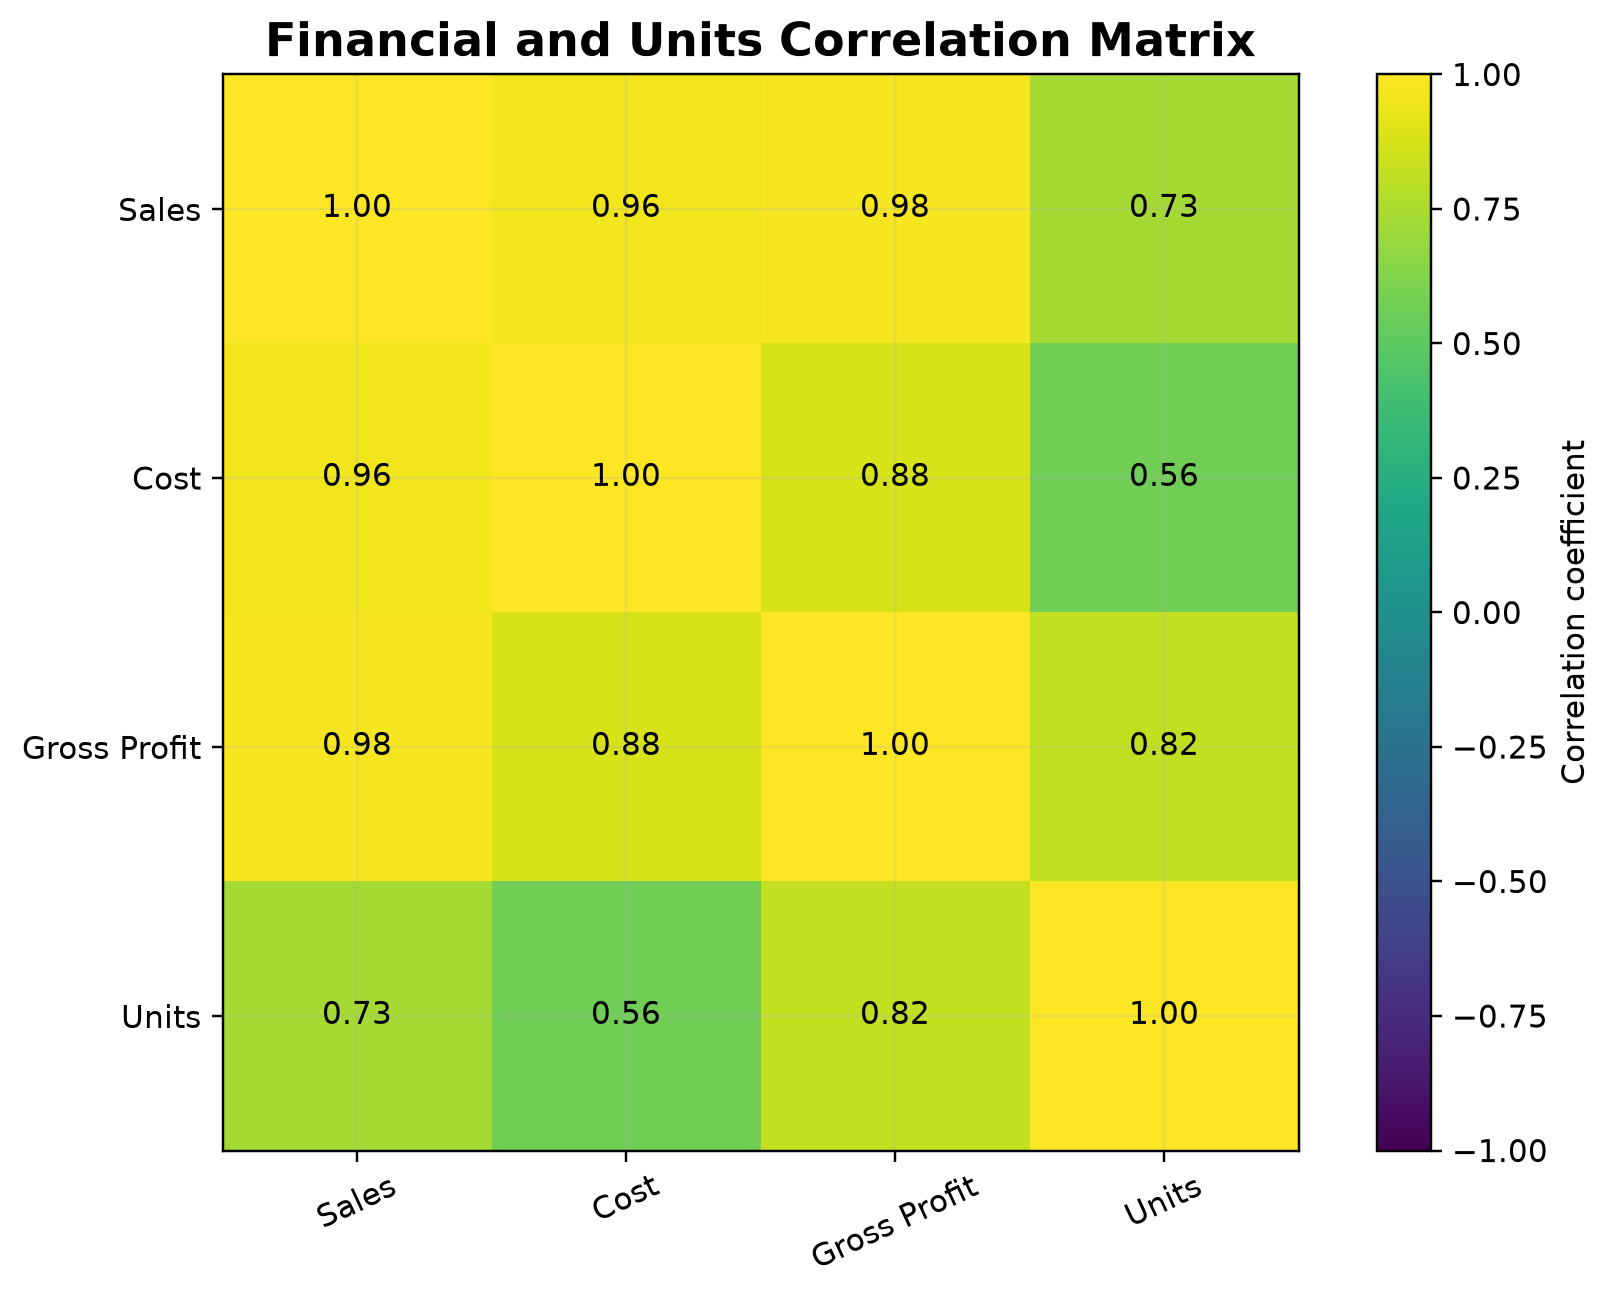 Financial and Units Correlation Matrix
Sales 1.00 0.96 0.98 0.73
Cost 0.96 1.00 0.88 0.56
Gross Profit 0.98 0.88 1.00 0.82
Units 0.73 0.56 0.82 1.00
Sales Cost Gross Profit Units
1.00
0.75
0.50
0.25
0.00
−0.25
−0.50
−0.75
−1.00
Correlation coefficient